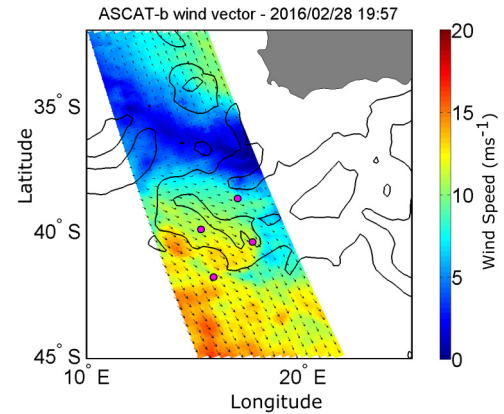 ASCAT-b wind vector - 2016/02/28 19:57
20
15
10
5
0
Wind Speed (ms⁻¹)
35° S
40° S
45° S
Latitude
10° E
20° E
Longitude